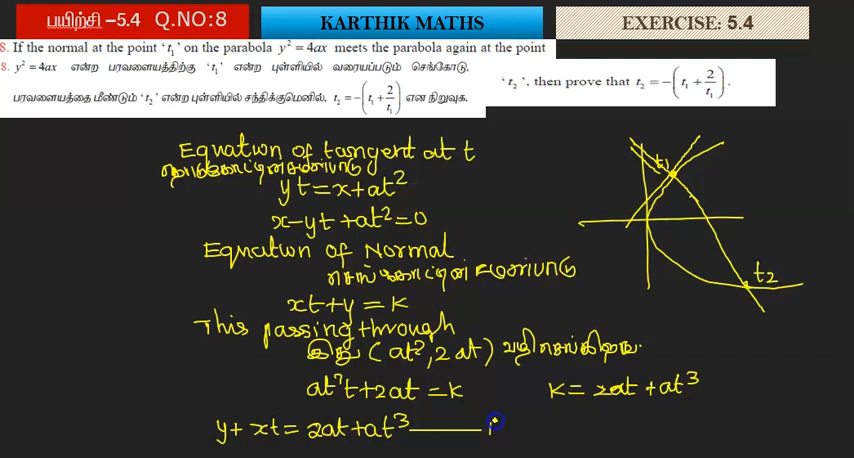 பயிற்சி –5.4 Q.NO:8
KARTHIK MATHS
EXERCISE: 5.4
8. If the normal at the point ‘t₁’ on the parabola y² = 4ax meets the parabola again at the point
‘t₂’, then prove that t₂ = −(t₁ + 2/t₁).
8. y² = 4ax என்ற பரவளையத்திற்கு ‘t₁’ என்ற புள்ளியில் வரையப்படும் செங்கோடு,
பரவளையத்தை மீண்டும் ‘t₂’ என்ற புள்ளியில் சந்திக்குமெனில், t₂ = −(t₁ + 2/t₁) என நிறுவுக.
Equation of tangent at t
yt = x + at²
x − yt + at² = 0
Equation of Normal
செங்கோட்டின் சமன்பாடு
xt + y = k
This passing through
இது (at², 2at) வழி செல்கிறது.
at²t + 2at = k
k = 2at + at³
y + xt = 2at + at³
t₁
t₂